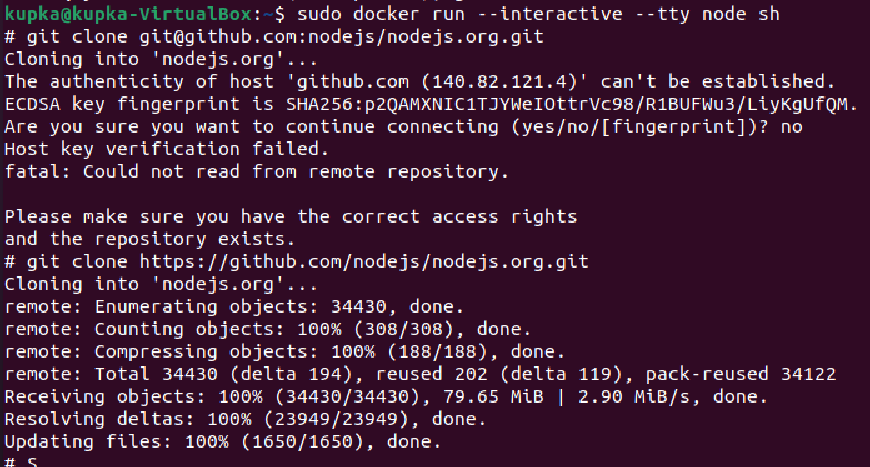 kupka@kupka-VirtualBox:~$ sudo docker run --interactive --tty node sh
# git clone git@github.com:nodejs/nodejs.org.git
Cloning into 'nodejs.org'...
The authenticity of host 'github.com (140.82.121.4)' can't be established.
ECDSA key fingerprint is SHA256:p2QAMXNIC1TJYWeIOttrVc98/R1BUFWu3/LiyKgUfQM.
Are you sure you want to continue connecting (yes/no/[fingerprint])? no
Host key verification failed.
fatal: Could not read from remote repository.

Please make sure you have the correct access rights
and the repository exists.
# git clone https://github.com/nodejs/nodejs.org.git
Cloning into 'nodejs.org'...
remote: Enumerating objects: 34430, done.
remote: Counting objects: 100% (308/308), done.
remote: Compressing objects: 100% (188/188), done.
remote: Total 34430 (delta 194), reused 202 (delta 119), pack-reused 34122
Receiving objects: 100% (34430/34430), 79.65 MiB | 2.90 MiB/s, done.
Resolving deltas: 100% (23949/23949), done.
Updating files: 100% (1650/1650), done.
# S